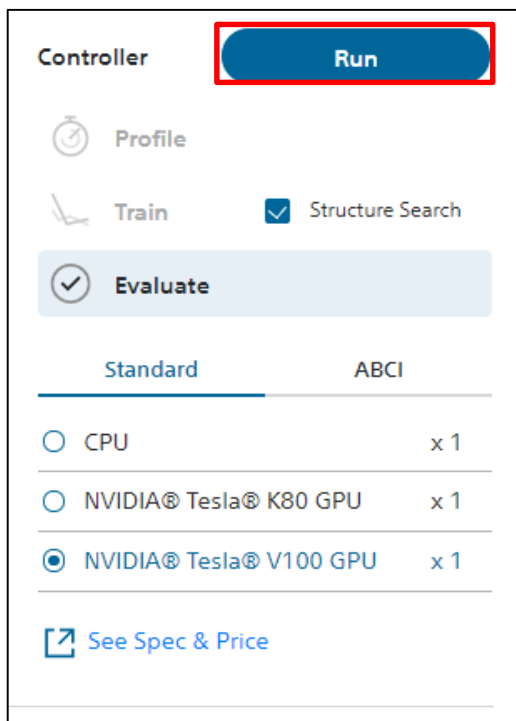 Controller Run
Profile
Train Structure Search
Evaluate
Standard ABCI
CPU x 1
NVIDIA® Tesla® K80 GPU x 1
NVIDIA® Tesla® V100 GPU x 1
See Spec & Price